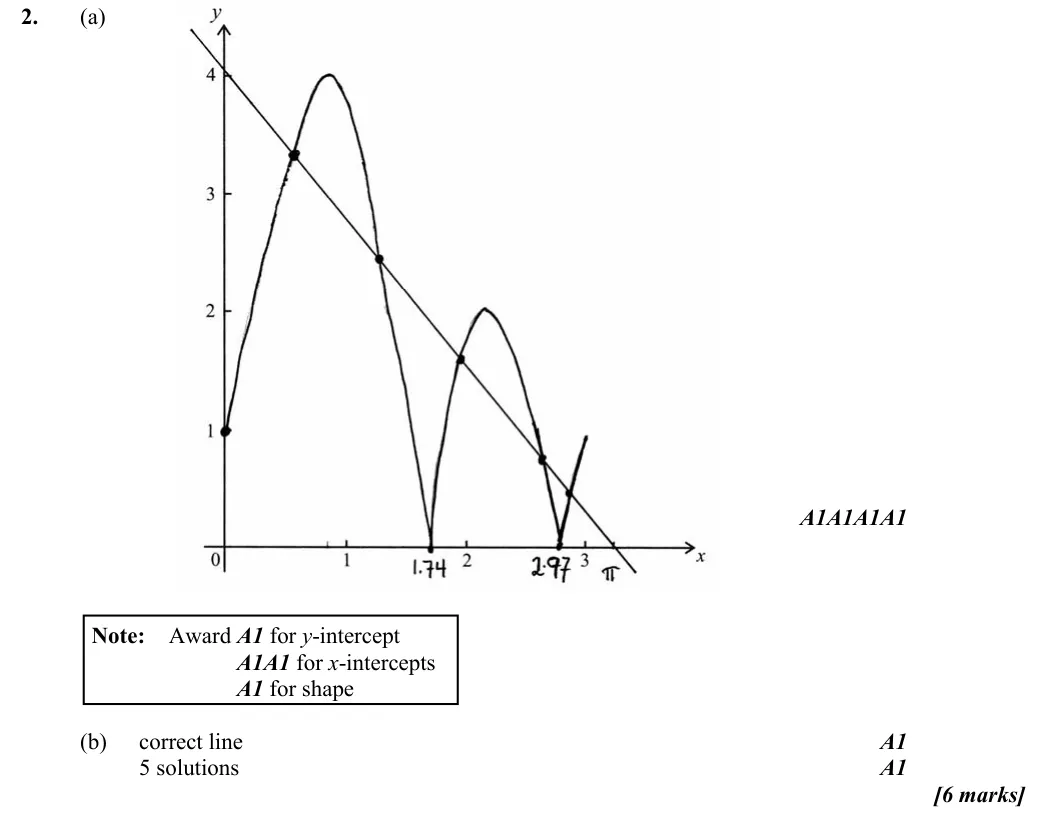 2. (a)
y
4
3
2
1
0 1 1.74 2 2.97 3 π x
A1A1A1A1
Note: Award A1 for y-intercept
A1A1 for x-intercepts
A1 for shape
(b) correct line A1
5 solutions A1
[6 marks]